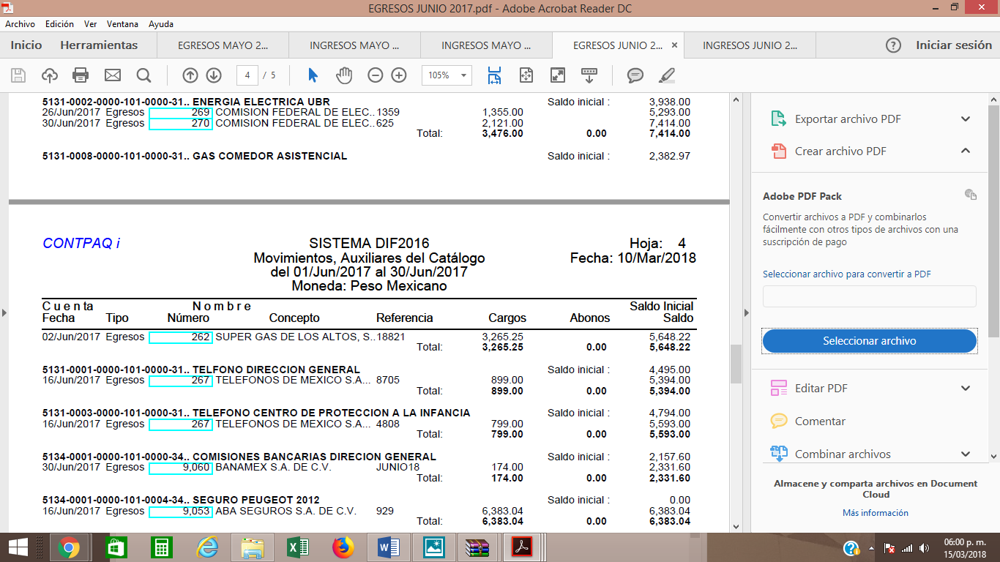 EGRESOS JUNIO 2017.pdf - Adobe Acrobat Reader DC
Archivo Edición Ver Ventana Ayuda
Inicio Herramientas EGRESOS MAYO 2... INGRESOS MAYO ... INGRESOS MAYO ... EGRESOS JUNIO 2... INGRESOS JUNIO 2... Iniciar sesión
4 / 5 105%
5131-0002-0000-101-0000-31.. ENERGIA ELECTRICA UBR Saldo inicial : 3,938.00
26/Jun/2017 Egresos 269 COMISION FEDERAL DE ELEC..1359 1,355.00 5,293.00
30/Jun/2017 Egresos 270 COMISION FEDERAL DE ELEC..625 2,121.00 7,414.00
Total: 3,476.00 0.00 7,414.00
5131-0008-0000-101-0000-31.. GAS COMEDOR ASISTENCIAL Saldo inicial : 2,382.97
CONTPAQ i SISTEMA DIF2016 Hoja: 4
Movimientos, Auxiliares del Catálogo Fecha: 10/Mar/2018
del 01/Jun/2017 al 30/Jun/2017
Moneda: Peso Mexicano
C u e n t a N o m b r e Saldo Inicial
Fecha Tipo Número Concepto Referencia Cargos Abonos Saldo
02/Jun/2017 Egresos 262 SUPER GAS DE LOS ALTOS, S..18821 3,265.25 5,648.22
Total: 3,265.25 0.00 5,648.22
5131-0001-0000-101-0000-31.. TELFONO DIRECCION GENERAL Saldo inicial : 4,495.00
16/Jun/2017 Egresos 267 TELEFONOS DE MEXICO S.A... 8705 899.00 5,394.00
Total: 899.00 0.00 5,394.00
5131-0003-0000-101-0000-31.. TELEFONO CENTRO DE PROTECCION A LA INFANCIA Saldo inicial : 4,794.00
16/Jun/2017 Egresos 267 TELEFONOS DE MEXICO S.A... 4808 799.00 5,593.00
Total: 799.00 0.00 5,593.00
5134-0001-0000-101-0000-34.. COMISIONES BANCARIAS DIRECION GENERAL Saldo inicial : 2,157.60
30/Jun/2017 Egresos 9,060 BANAMEX S.A. DE C.V. JUNIO18 174.00 2,331.60
Total: 174.00 0.00 2,331.60
5134-0001-0000-101-0004-34.. SEGURO PEUGEOT 2012 Saldo inicial : 0.00
16/Jun/2017 Egresos 9,053 ABA SEGUROS S.A. DE C.V. 929 6,383.04 6,383.04
Total: 6,383.04 0.00 6,383.04
Exportar archivo PDF
Crear archivo PDF
Adobe PDF Pack
Convertir archivos a PDF y combinarlos
fácilmente con otros tipos de archivos con una
suscripción de pago
Seleccionar archivo para convertir a PDF
Seleccionar archivo
Editar PDF
Comentar
Combinar archivos
Almacene y comparta archivos en Document
Cloud
Más información
06:00 p. m.
15/03/2018